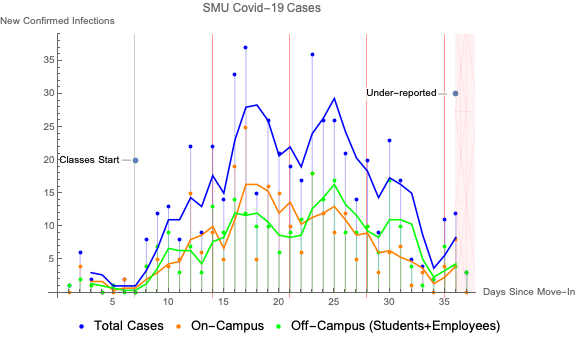 SMU Covid-19 Cases
New Confirmed Infections
35
30
Under-reported
25
20
Classes Start
15
10
5
10 15 20 25 30 35
Days Since Move-In
Total Cases On-Campus Off-Campus (Students+Employees)